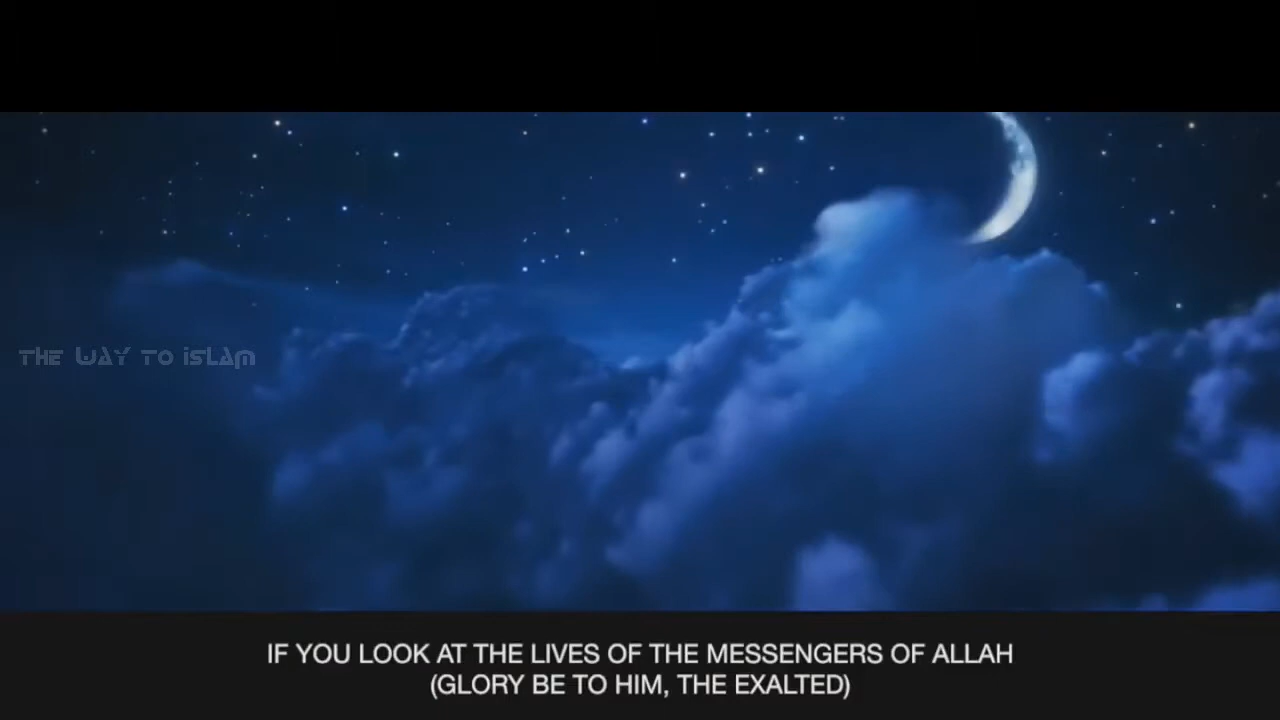 THE WAY TO iSLAM
IF YOU LOOK AT THE LIVES OF THE MESSENGERS OF ALLAH
(GLORY BE TO HIM, THE EXALTED)